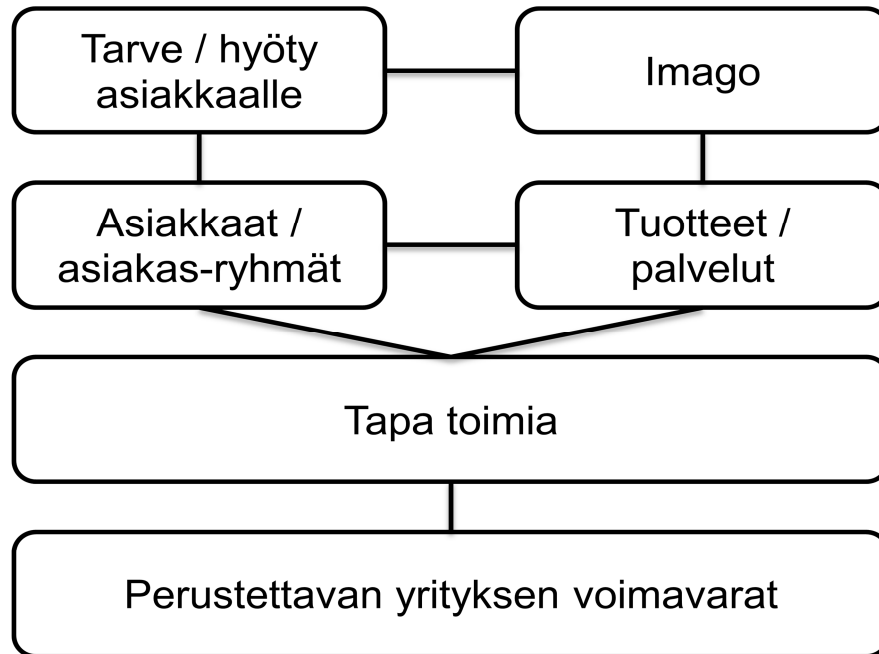 Tarve / hyöty
asiakkaalle
Imago
Asiakkaat /
asiakas-ryhmät
Tuotteet /
palvelut
Tapa toimia
Perustettavan yrityksen voimavarat